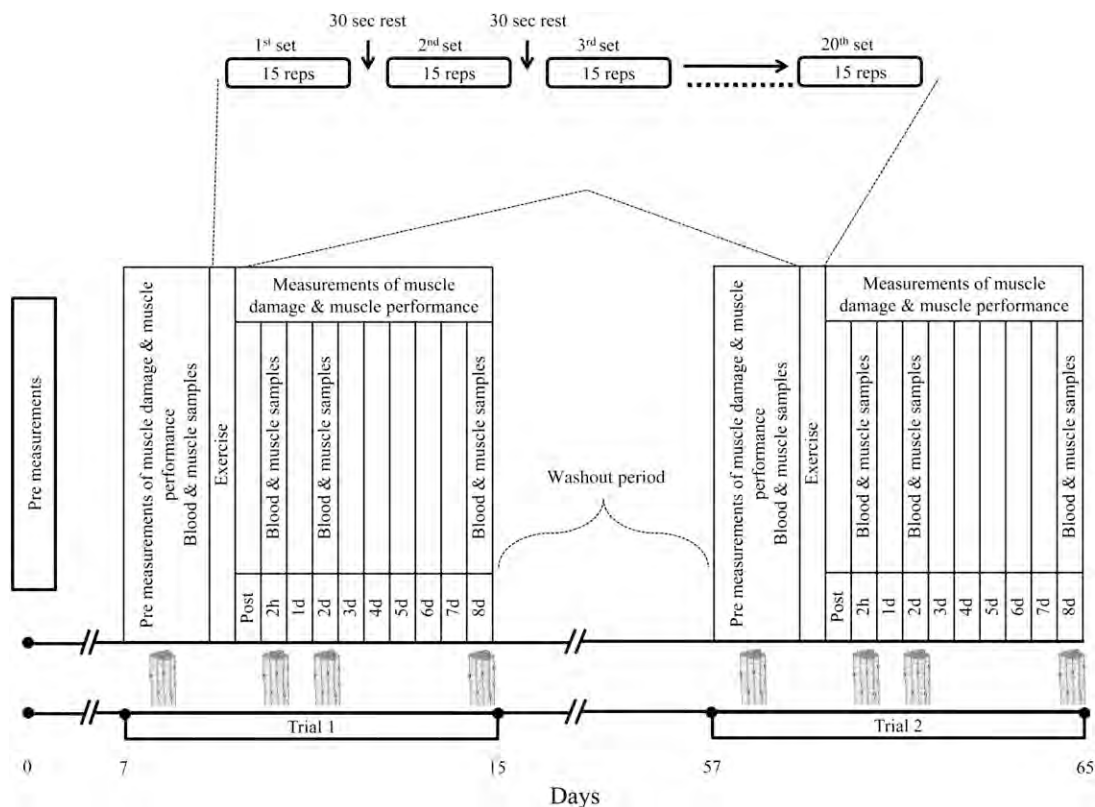 30 sec rest
30 sec rest
1st set
2nd set
3rd set
20th set
15 reps
15 reps
15 reps
15 reps
Pre measurements
Pre measurements of muscle damage & muscle
performance
Blood & muscle samples
Exercise
Measurements of muscle
damage & muscle performance
Blood & muscle samples
Blood & muscle samples
Blood & muscle samples
Post
2h
1d
2d
3d
4d
5d
6d
7d
8d
Washout period
Pre measurements of muscle damage & muscle
performance
Blood & muscle samples
Exercise
Measurements of muscle
damage & muscle performance
Blood & muscle samples
Blood & muscle samples
Blood & muscle samples
Post
2h
1d
2d
3d
4d
5d
6d
7d
8d
Trial 1
Trial 2
0
7
15
57
65
Days